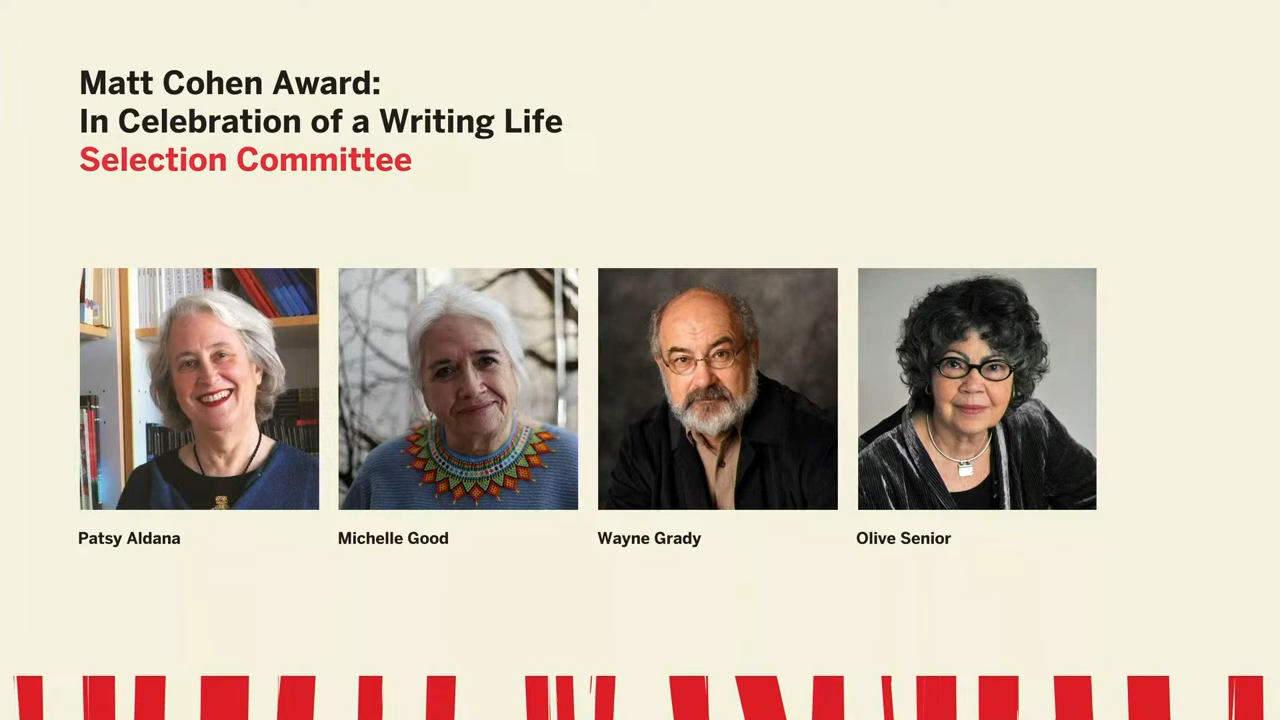 Matt Cohen Award:
In Celebration of a Writing Life
Selection Committee
Patsy Aldana
Michelle Good
Wayne Grady
Olive Senior